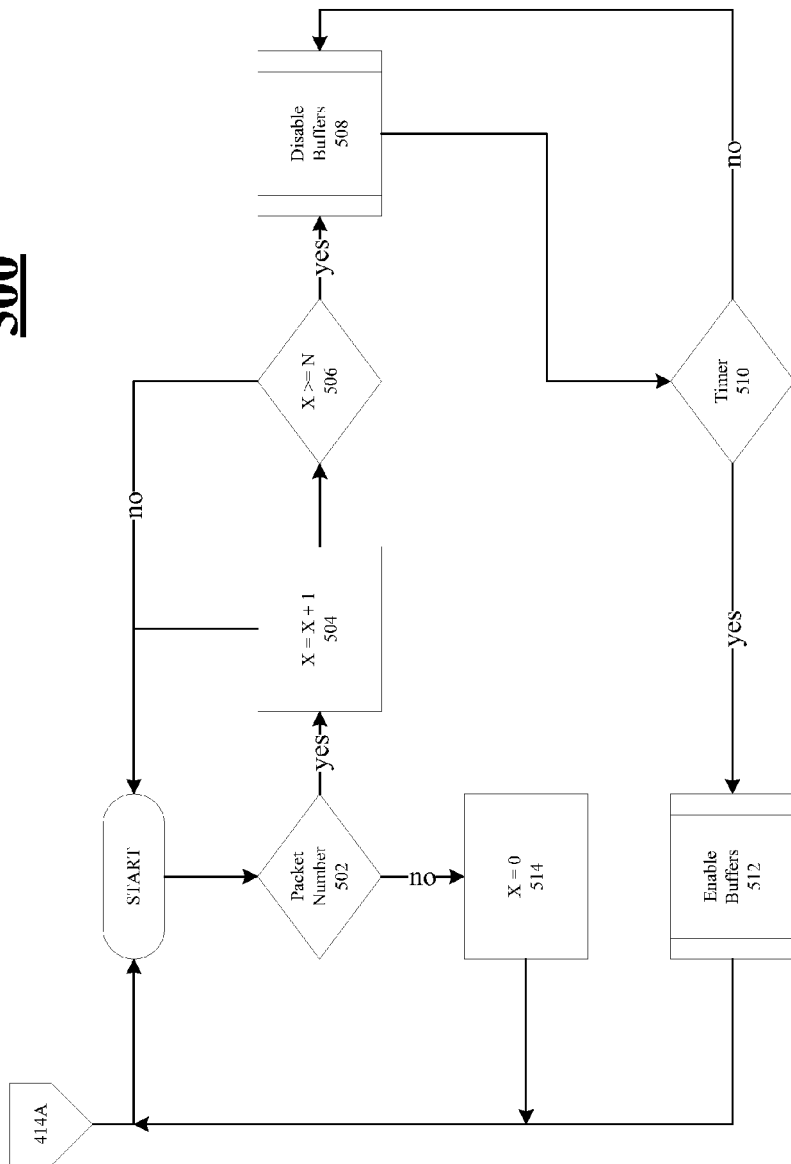 414A
START
no
Packet
Number
502
yes
X = X + 1
504
X >= N
506
yes
Disable
Buffers
508
no
X = 0
514
Enable
Buffers
512
yes
Timer
510
no